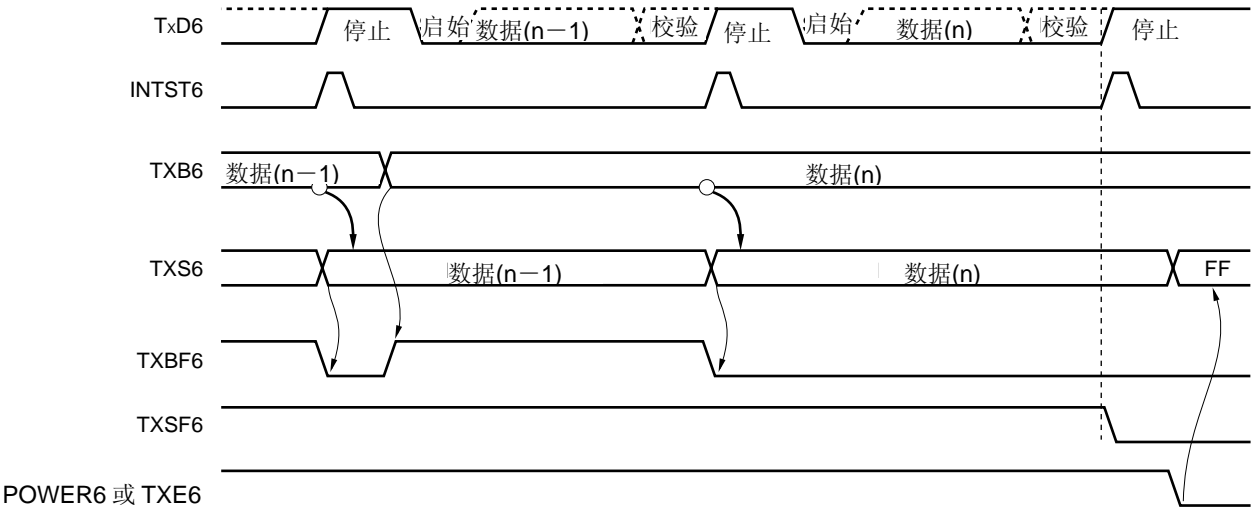 TxD6 停止 启始 数据(n－1) 校验 停止 启始 数据(n) 校验 停止
INTST6
TXB6 数据(n－1) 数据(n)
TXS6 数据(n－1) 数据(n) FF
TXBF6
TXSF6
POWER6 或 TXE6